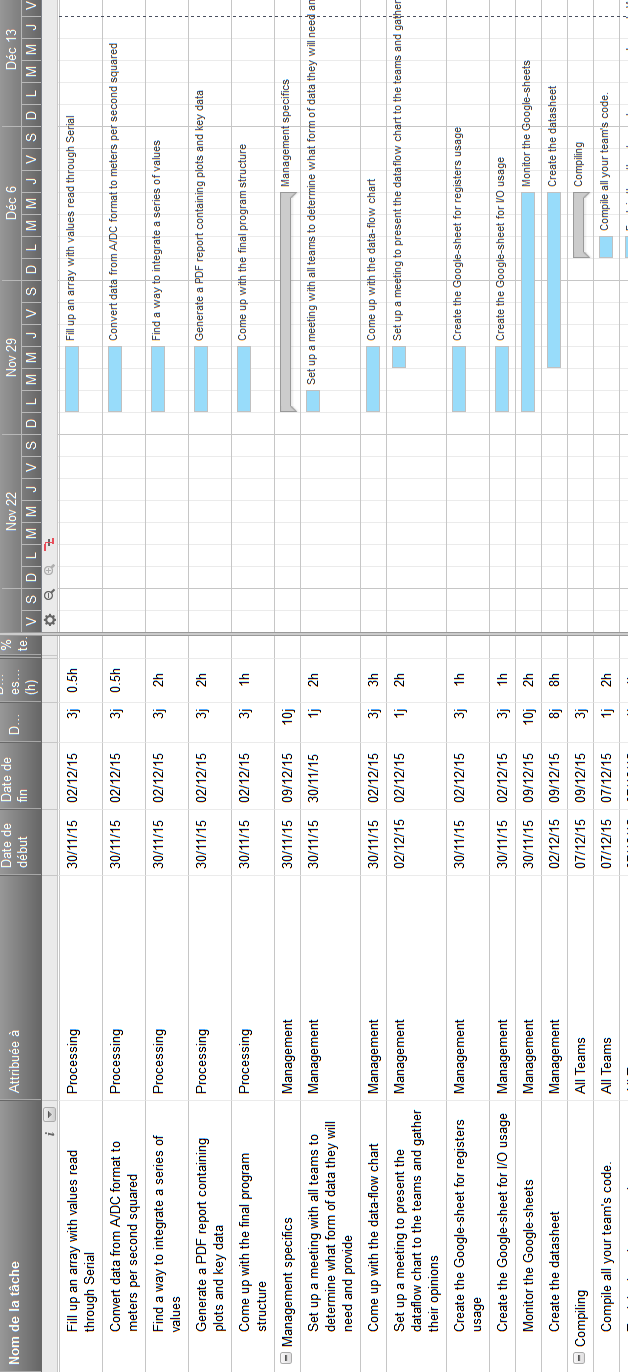 Nom de la tâche Attribuée à Date de début Date de fin D... D... es... (h) % te.
Nov 22 Nov 29 Déc 6 Déc 13
V S D L M M J V S D L M M J V S D L M M J V S D L M M J V
Fill up an array with values read through Serial Processing 30/11/15 02/12/15 3j 0.5h Fill up an array with values read through Serial
Convert data from A/DC format to meters per second squared Processing 30/11/15 02/12/15 3j 0.5h Convert data from A/DC format to meters per second squared
Find a way to integrate a series of values Processing 30/11/15 02/12/15 3j 2h Find a way to integrate a series of values
Generate a PDF report containing plots and key data Processing 30/11/15 02/12/15 3j 2h Generate a PDF report containing plots and key data
Come up with the final program structure Processing 30/11/15 02/12/15 3j 1h Come up with the final program structure
Management specifics Management 30/11/15 09/12/15 10j Management specifics
Set up a meeting with all teams to determine what form of data they will need and provide Management 30/11/15 30/11/15 1j 2h Set up a meeting with all teams to determine what form of data they will need an
Come up with the data-flow chart Management 30/11/15 02/12/15 3j 3h Come up with the data-flow chart
Set up a meeting to present the dataflow chart to the teams and gather their opinions Management 02/12/15 02/12/15 1j 2h Set up a meeting to present the dataflow chart to the teams and gather
Create the Google-sheet for registers usage Management 30/11/15 02/12/15 3j 1h Create the Google-sheet for registers usage
Create the Google-sheet for I/O usage Management 30/11/15 02/12/15 3j 1h Create the Google-sheet for I/O usage
Monitor the Google-sheets Management 30/11/15 09/12/15 10j 2h Monitor the Google-sheets
Create the datasheet Management 02/12/15 09/12/15 8j 8h Create the datasheet
Compiling All Teams 07/12/15 09/12/15 3j Compiling
Compile all your team's code. All Teams 07/12/15 07/12/15 1j 2h Compile all your team's code.